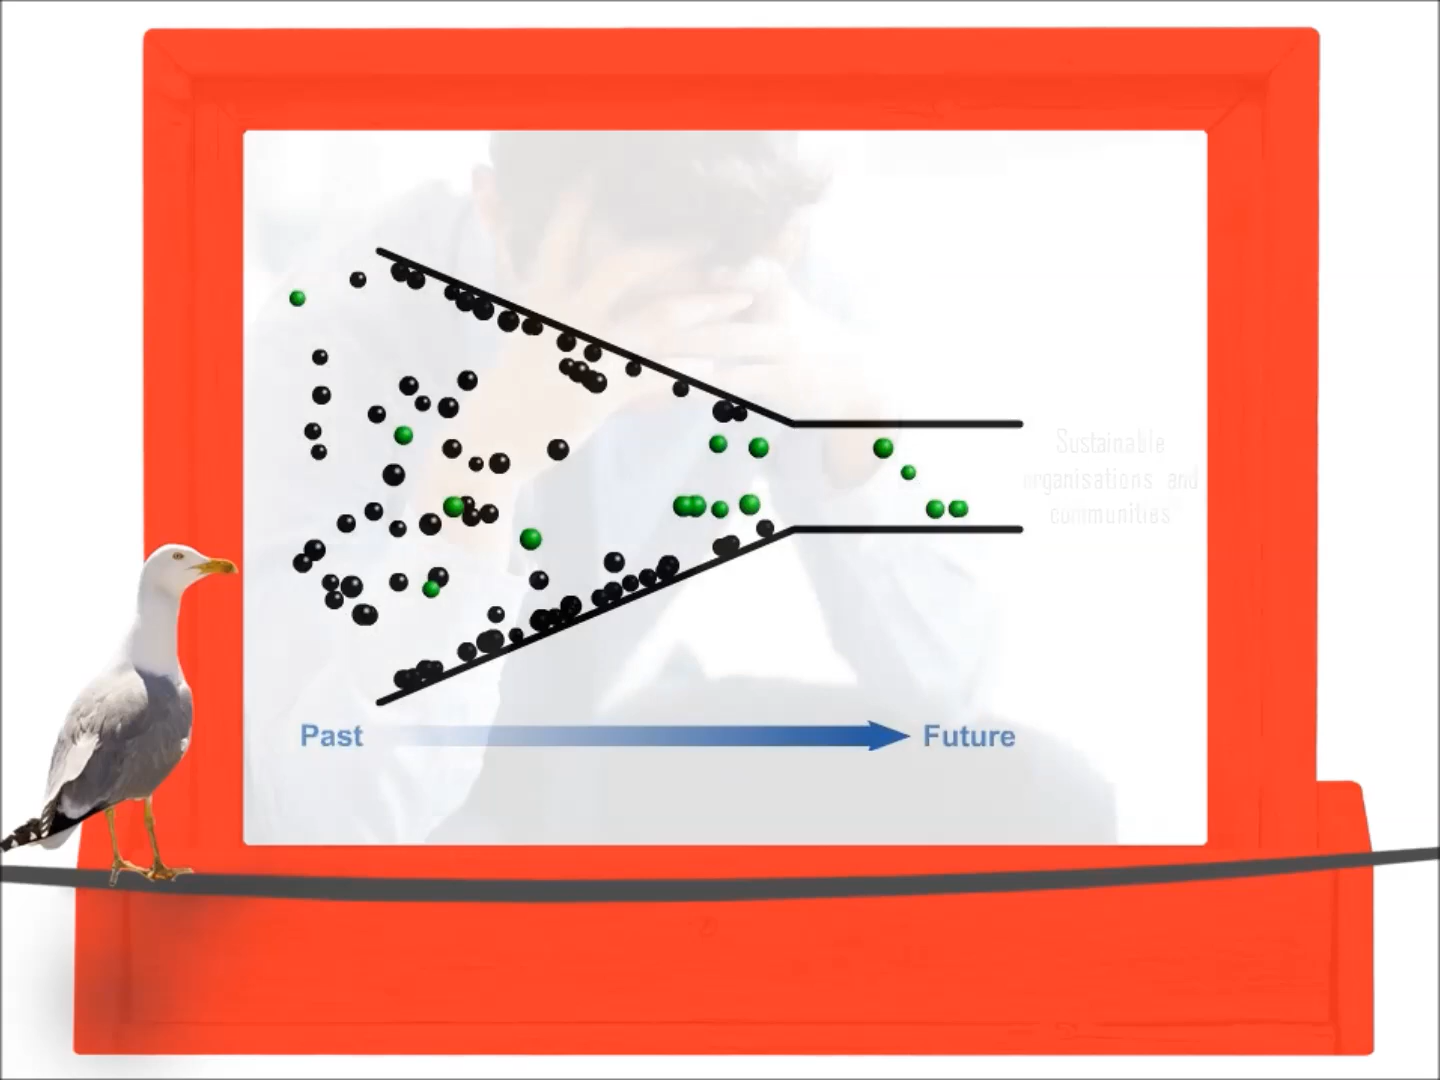 Sustainable
organisations and
communities
Past
Future